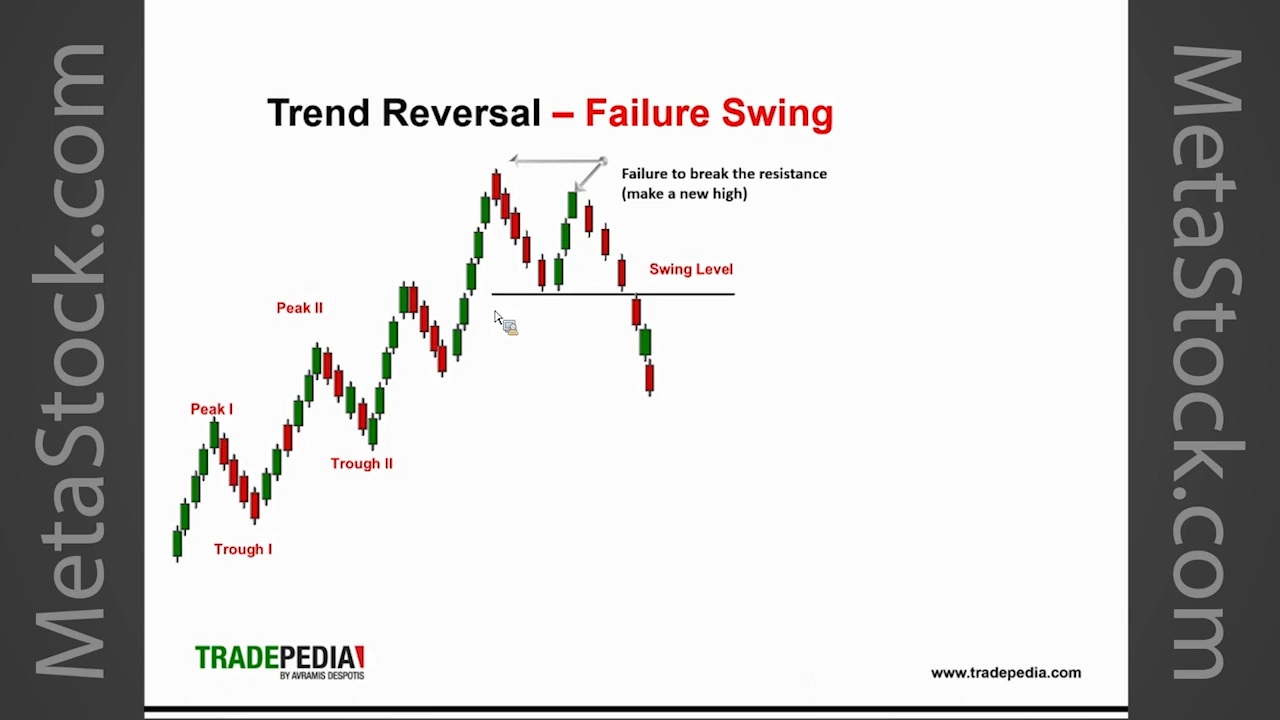 MetaStock.com
Trend Reversal – Failure Swing
Failure to break the resistance
(make a new high)
Swing Level
Peak II
Peak I
Trough II
Trough I
TRADEPEDIA
BY AVRAMIS DESPOTIS
www.tradepedia.com
MetaStock.com